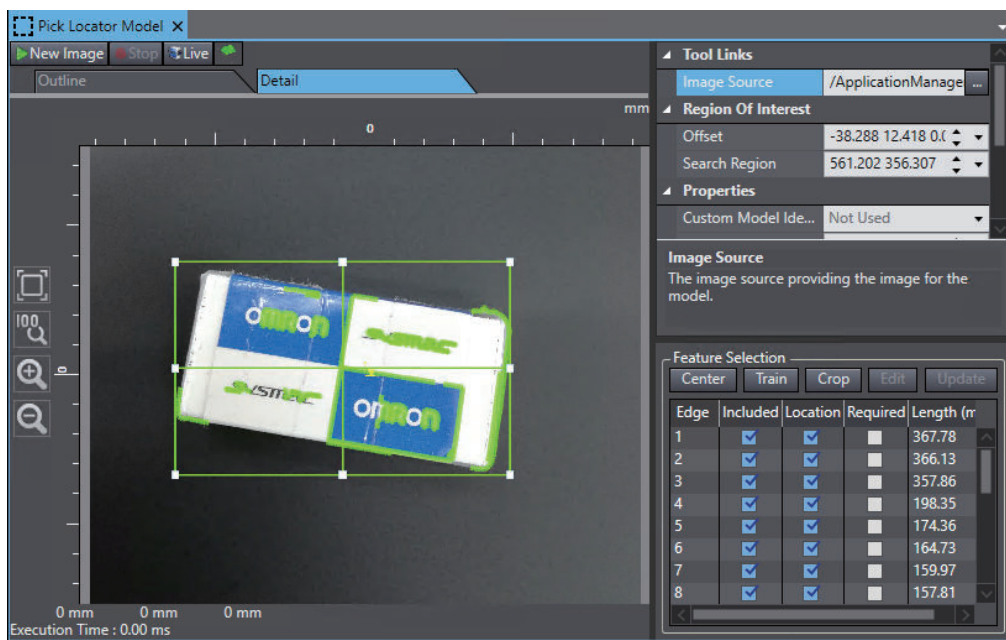 Pick Locator Model X
New Image Stop Live
Outline Detail
mm
0
0
0 mm 0 mm 0 mm
Execution Time : 0.00 ms
omron
SYSMAC
SYSMAC
omron
Tool Links
Image Source /ApplicationManage ...
Region Of Interest
Offset -38.288 12.418 0.(
Search Region 561.202 356.307
Properties
Custom Model Ide... Not Used
Image Source
The image source providing the image for the
model.
Feature Selection
Center Train Crop Edit Update
Edge Included Location Required Length (m
1 367.78
2 366.13
3 357.86
4 198.35
5 174.36
6 164.73
7 159.97
8 157.81
100